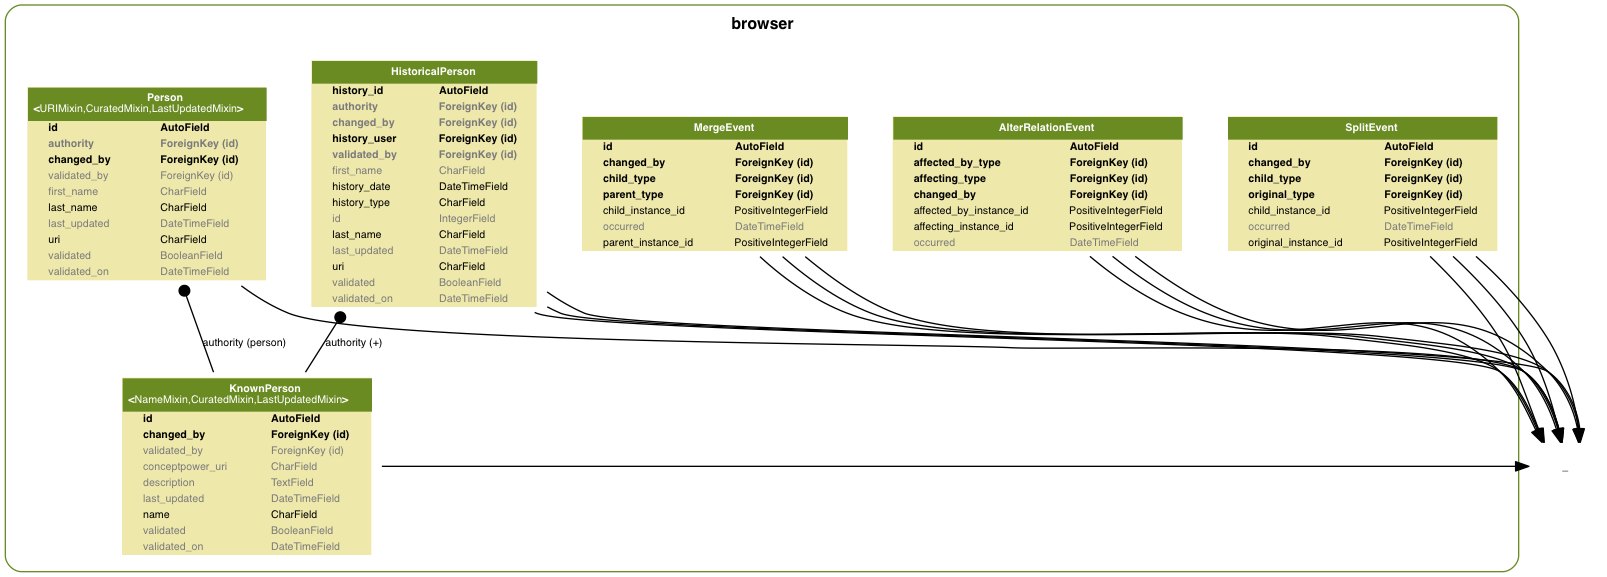 browser
Person
<URIMixin,CuratedMixin,LastUpdatedMixin>
id AutoField
authority ForeignKey (id)
changed_by ForeignKey (id)
validated_by ForeignKey (id)
first_name CharField
last_name CharField
last_updated DateTimeField
uri CharField
validated BooleanField
validated_on DateTimeField
HistoricalPerson
history_id AutoField
authority ForeignKey (id)
changed_by ForeignKey (id)
history_user ForeignKey (id)
validated_by ForeignKey (id)
first_name CharField
history_date DateTimeField
history_type CharField
id IntegerField
last_name CharField
last_updated DateTimeField
uri CharField
validated BooleanField
validated_on DateTimeField
MergeEvent
id AutoField
changed_by ForeignKey (id)
child_type ForeignKey (id)
parent_type ForeignKey (id)
child_instance_id PositiveIntegerField
occurred DateTimeField
parent_instance_id PositiveIntegerField
AlterRelationEvent
id AutoField
affected_by_type ForeignKey (id)
affecting_type ForeignKey (id)
changed_by ForeignKey (id)
affected_by_instance_id PositiveIntegerField
affecting_instance_id PositiveIntegerField
occurred DateTimeField
SplitEvent
id AutoField
changed_by ForeignKey (id)
child_type ForeignKey (id)
original_type ForeignKey (id)
child_instance_id PositiveIntegerField
occurred DateTimeField
original_instance_id PositiveIntegerField
authority (person)
authority (+)
KnownPerson
<NameMixin,CuratedMixin,LastUpdatedMixin>
id AutoField
changed_by ForeignKey (id)
validated_by ForeignKey (id)
conceptpower_uri CharField
description TextField
last_updated DateTimeField
name CharField
validated BooleanField
validated_on DateTimeField
_